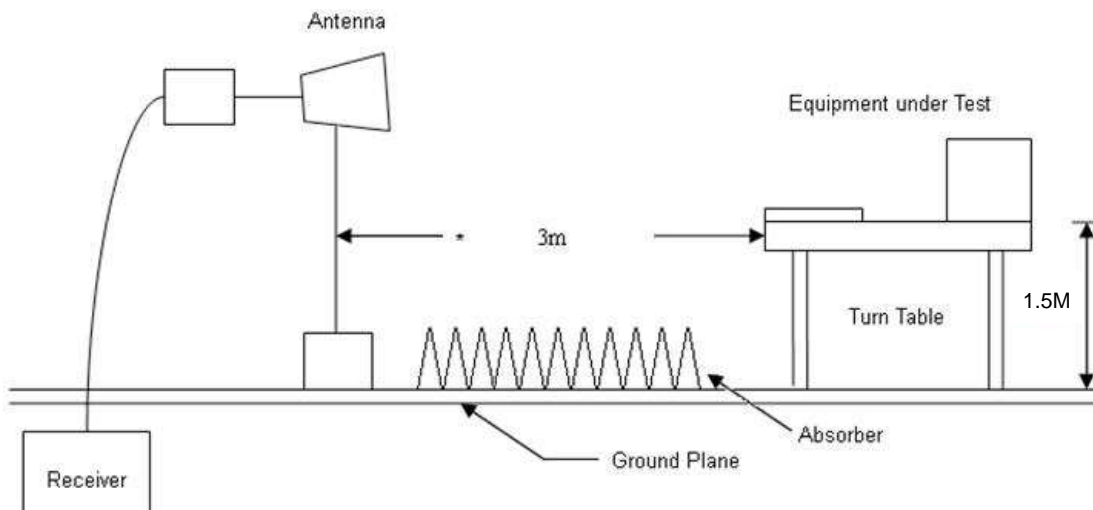 Antenna
Equipment under Test
* 3m
1.5M
Turn Table
Absorber
Ground Plane
Receiver